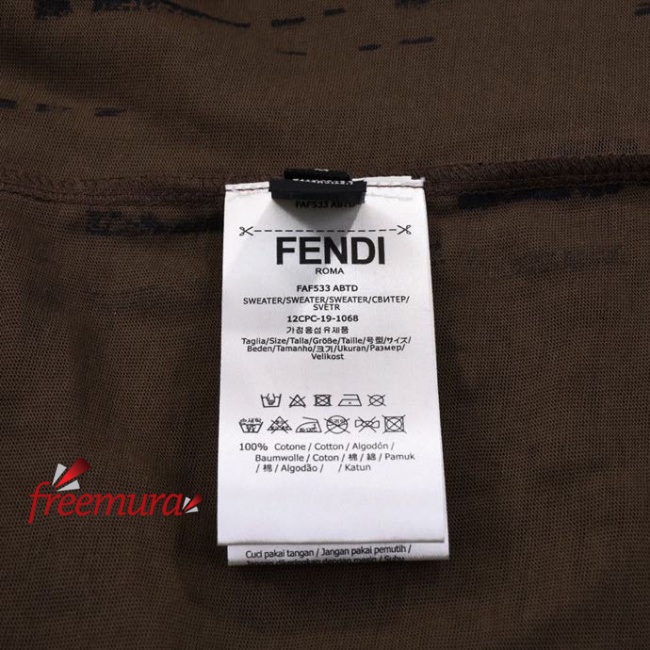 FAF533 ABTD
FENDI
ROMA
FAF533 ABTD
SWEATER/SWEATER/SWEATER/СВИТЕР/
SVETR
12CPC-19-1068
가정용섬유제품
Taglia/Size/Talla/Größe/Taille/号型/サイズ/
Beden/Tamanho/크기/Ukuran/Размер/
Velikost
100% Cotone / Cotton / Algodón /
Baumwolle / Coton / 棉 / 綿 / Pamuk
/ 棉 / Algodão / / Katun
freemura
Cuci pakai tangan / Jangan pakai pemutih /